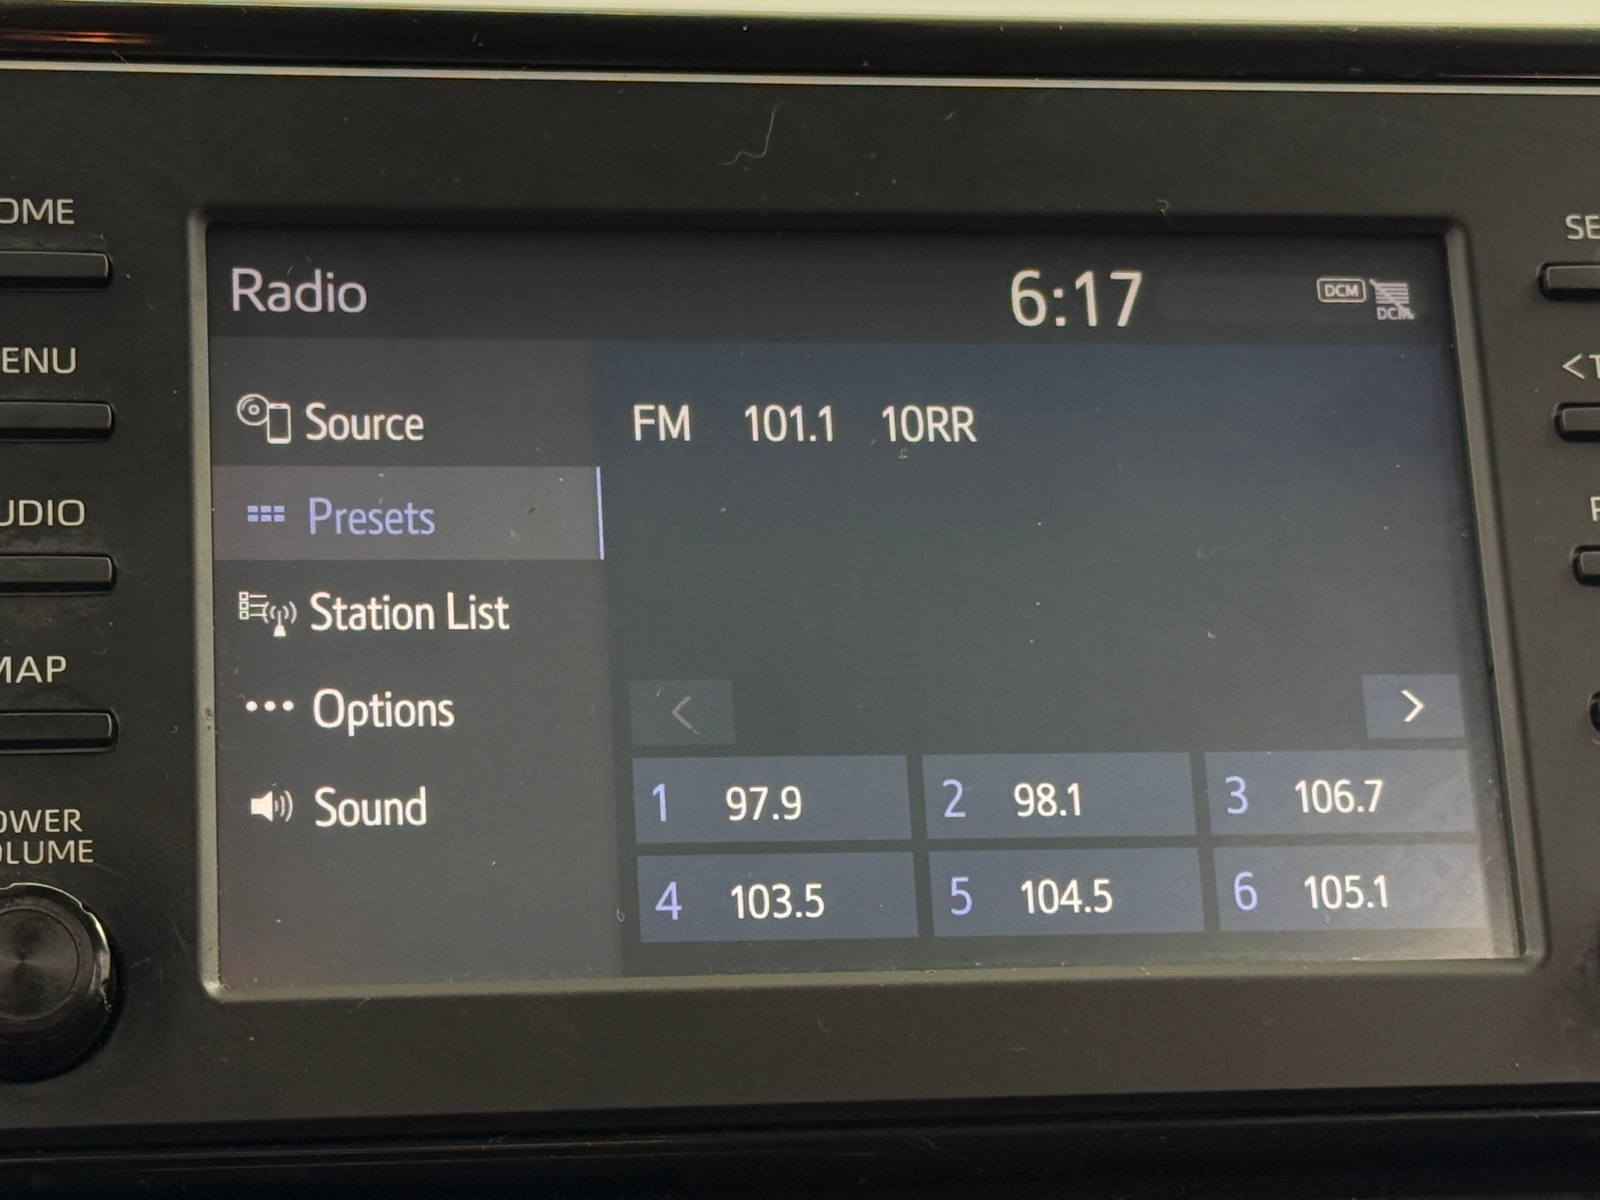 OME
ENU
UDIO
MAP
OWER
OLUME
Radio
6:17
DCM
DCM
Source
Presets
Station List
Options
Sound
FM 101.1 10RR
<
>
1 97.9
2 98.1
3 106.7
4 103.5
5 104.5
6 105.1
SE
<T